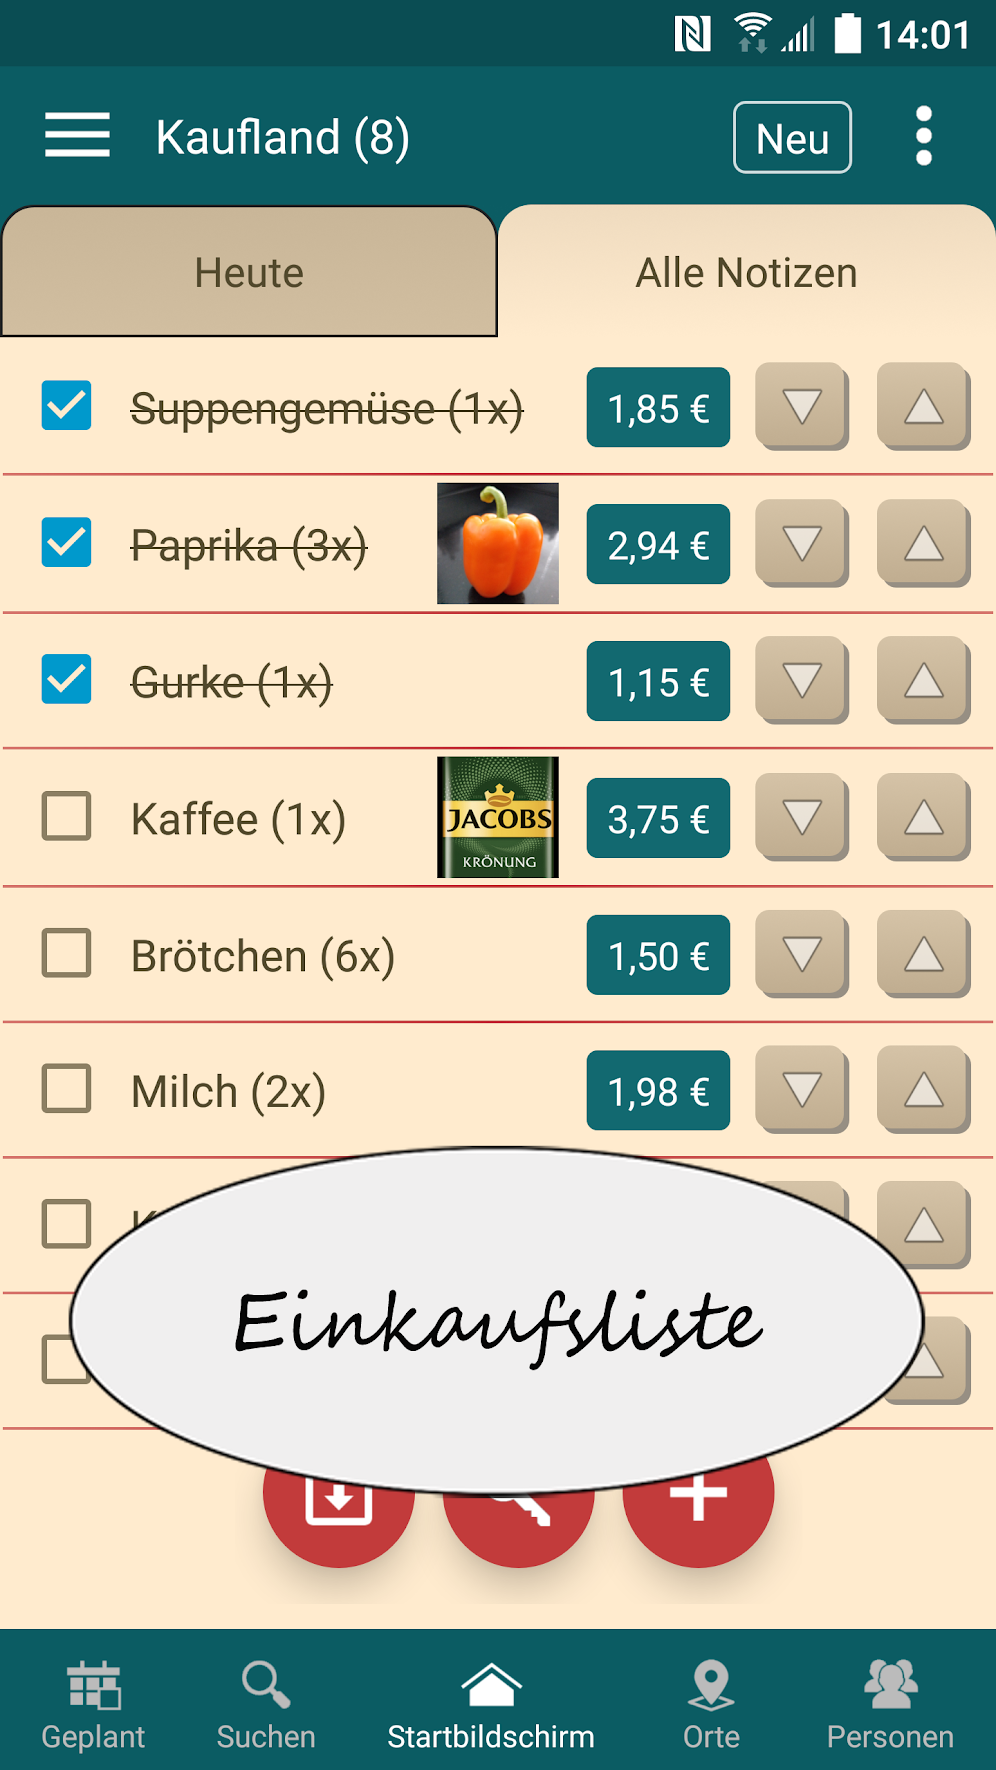 14:01
Kaufland (8)
Neu
Heute
Alle Notizen
Suppengemüse (1x)
1,85 €
Paprika (3x)
2,94 €
Gurke (1x)
1,15 €
Kaffee (1x)
JACOBS
KRÖNUNG
3,75 €
Brötchen (6x)
1,50 €
Milch (2x)
1,98 €
Einkaufsliste
Geplant
Suchen
Startbildschirm
Orte
Personen